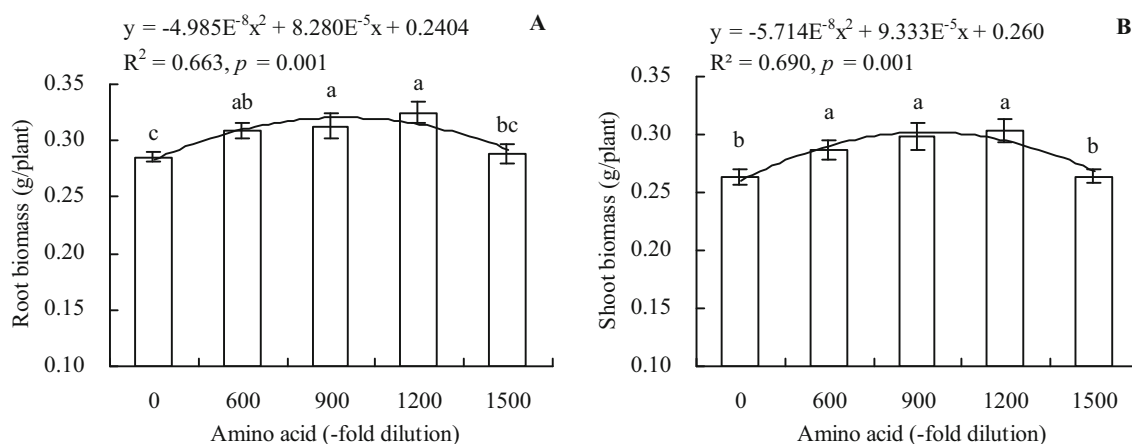 y = -4.985E⁻⁸x² + 8.280E⁻⁵x + 0.2404
R² = 0.663, p = 0.001
A
0.35
0.30
0.25
0.20
0.15
0.10
Root biomass (g/plant)
c
ab
a
a
bc
0 600 900 1200 1500
Amino acid (-fold dilution)
y = -5.714E⁻⁸x² + 9.333E⁻⁵x + 0.260
R² = 0.690, p = 0.001
B
0.35
0.30
0.25
0.20
0.15
0.10
Shoot biomass (g/plant)
b
a
a
a
b
0 600 900 1200 1500
Amino acid (-fold dilution)